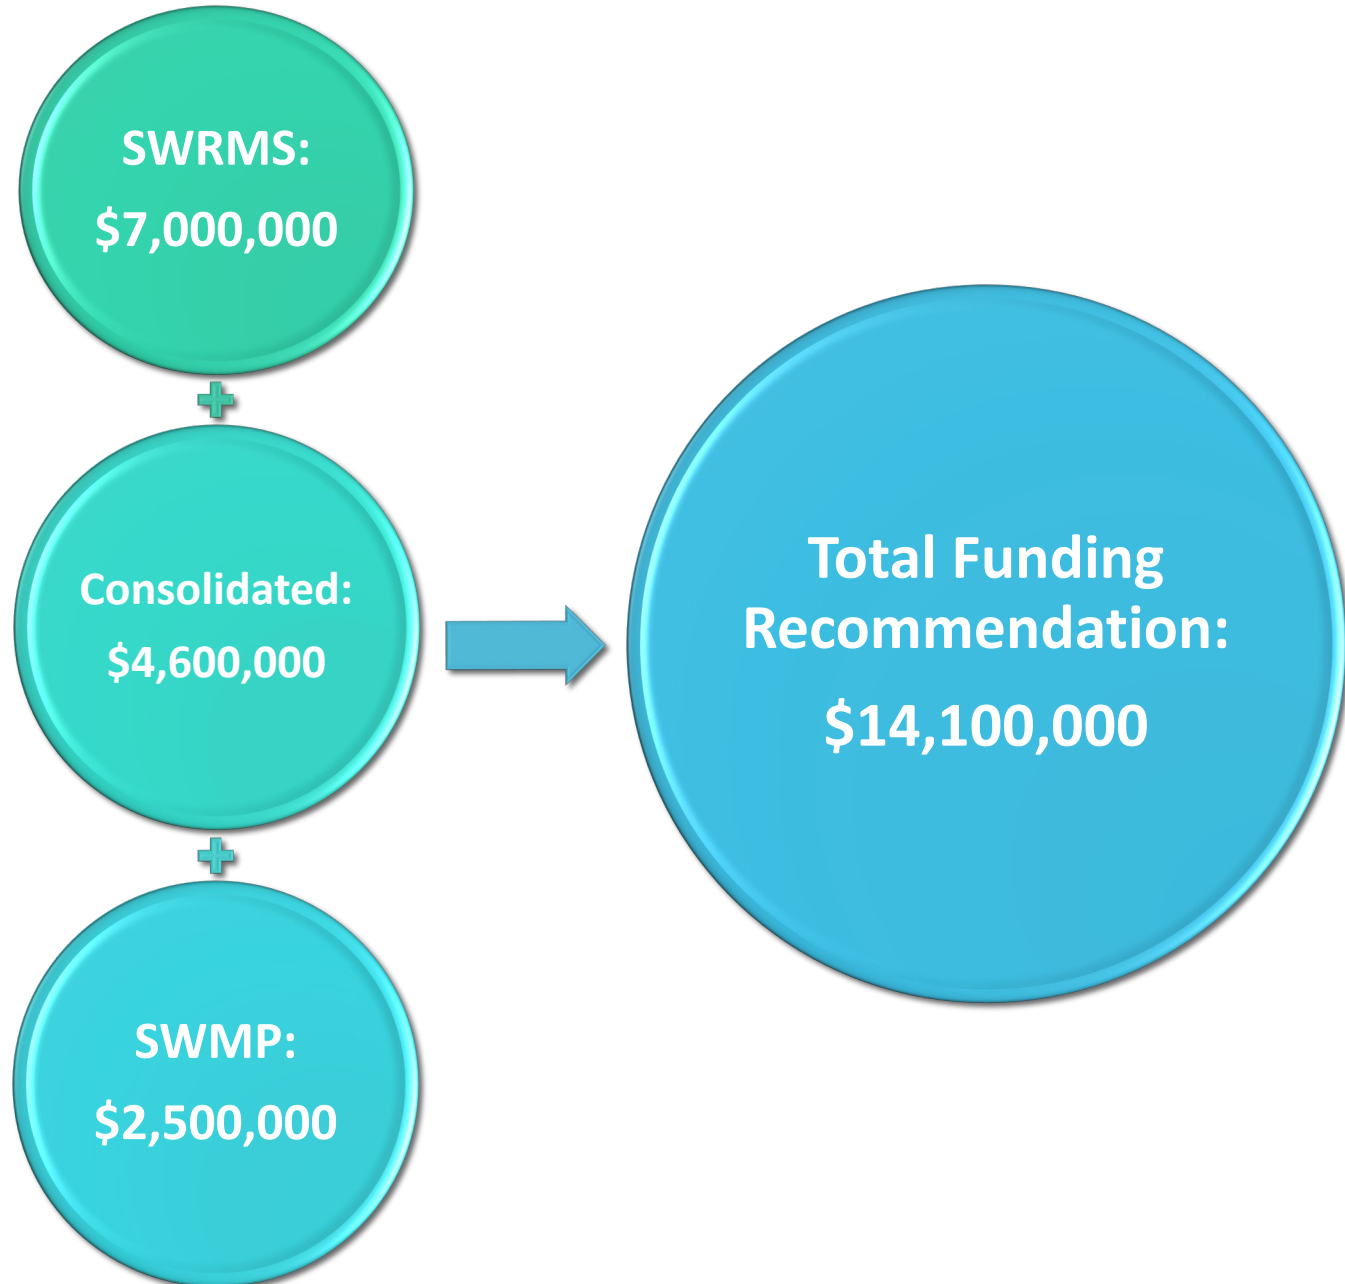 SWRMS:
$7,000,000
Consolidated:
$4,600,000
SWMP:
$2,500,000
Total Funding
Recommendation:
$14,100,000